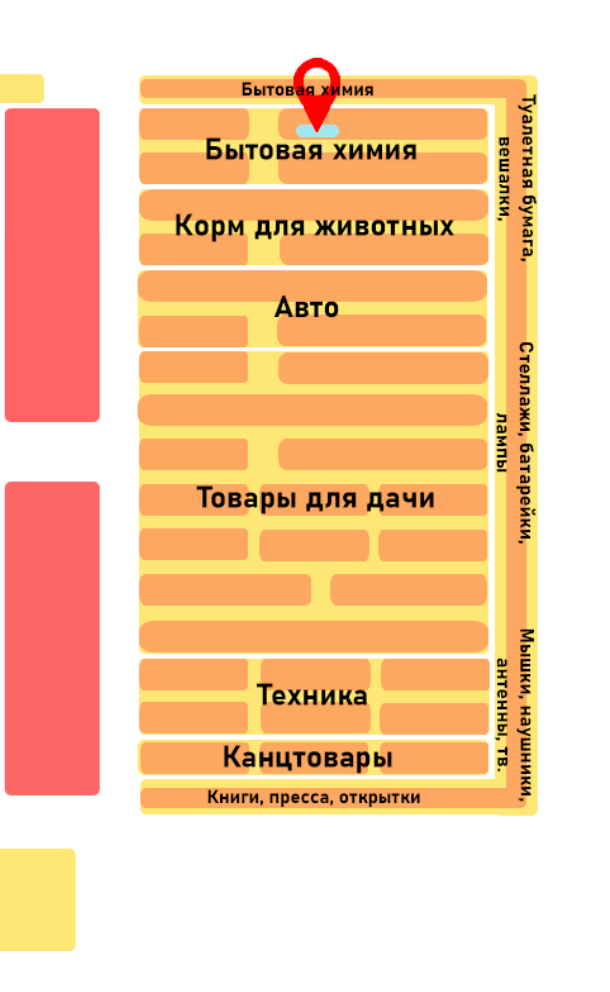 Бытовая химия
Бытовая химия
Корм для животных
Авто
Товары для дачи
Техника
Канцтовары
Книги, пресса, открытки
Туалетная бумага,
вешалки,
Стеллажи, батарейки,
лампы
Мышки, наушники,
антенны, тв.